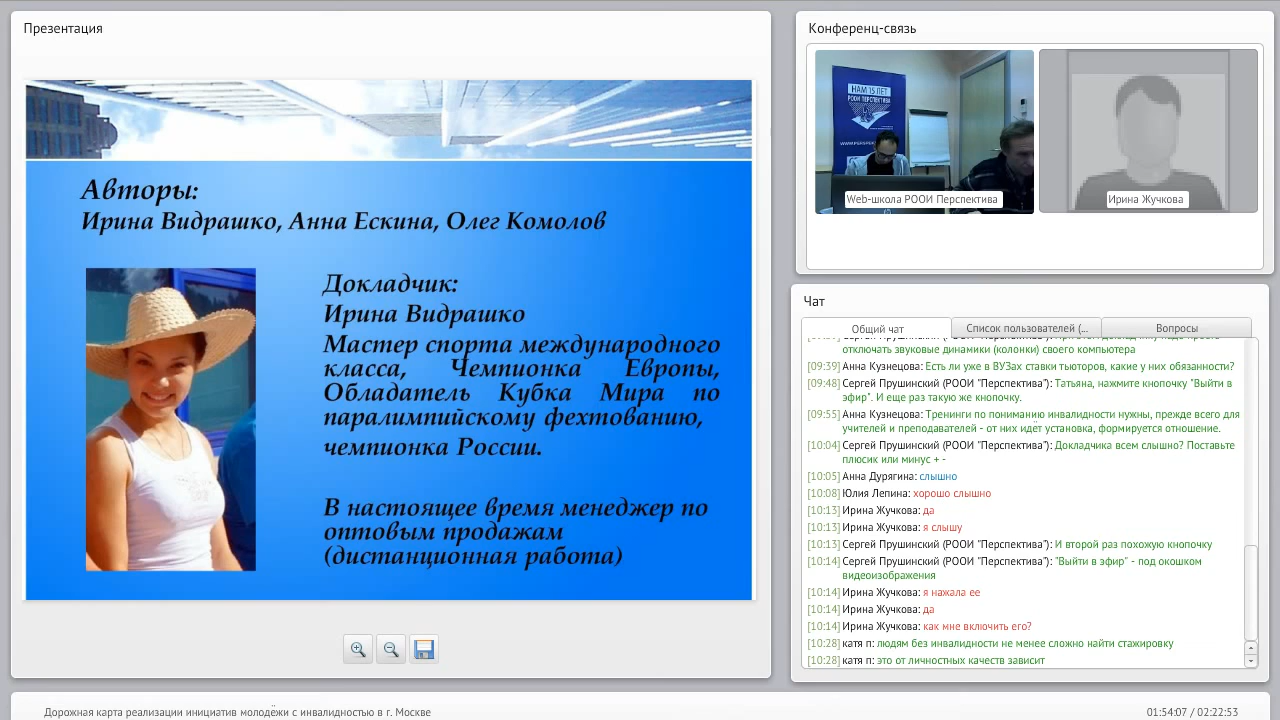 Презентация
Авторы:
Ирина Видрашко, Анна Ескина, Олег Комолов
Докладчик:
Ирина Видрашко
Мастер спорта международного
класса, Чемпионка Европы,
Обладатель Кубка Мира по
паралимпийскому фехтованию,
чемпионка России.
В настоящее время менеджер по
оптовым продажам
(дистанционная работа)
Конференц-связь
НАМ 15 ЛЕТ
РООИ ПЕРСПЕКТИВА
Web-школа РООИ Перспектива
Ирина Жучкова
Чат
Общий чат
Список пользователей (...
Вопросы
отключать звуковые динамики (колонки) своего компьютера
[09:39] Анна Кузнецова: Есть ли уже в ВУЗах ставки тьюторов, какие у них обязанности?
[09:48] Сергей Прушинский (РООИ "Перспектива"): Татьяна, нажмите кнопочку "Выйти в
эфир". И еще раз такую же кнопочку.
[09:55] Анна Кузнецова: Тренинги по пониманию инвалидности нужны, прежде всего для
учителей и преподавателей - от них идёт установка, формируется отношение.
[10:04] Сергей Прушинский (РООИ "Перспектива"): Докладчика всем слышно? Поставьте
плюсик или минус + -
[10:05] Анна Дурягина: слышно
[10:08] Юлия Лепина: хорошо слышно
[10:13] Ирина Жучкова: да
[10:13] Ирина Жучкова: я слышу
[10:13] Сергей Прушинский (РООИ "Перспектива"): И второй раз похожую кнопочку
[10:14] Сергей Прушинский (РООИ "Перспектива"): "Выйти в эфир" - под окошком
видеоизображения
[10:14] Ирина Жучкова: я нажала ее
[10:14] Ирина Жучкова: да
[10:14] Ирина Жучкова: как мне включить его?
[10:28] катя п: людям без инвалидности не менее сложно найти стажировку
[10:28] катя п: это от личностных качеств зависит
Дорожная карта реализации инициатив молодёжи с инвалидностью в г. Москве
01:54:07 / 02:22:53